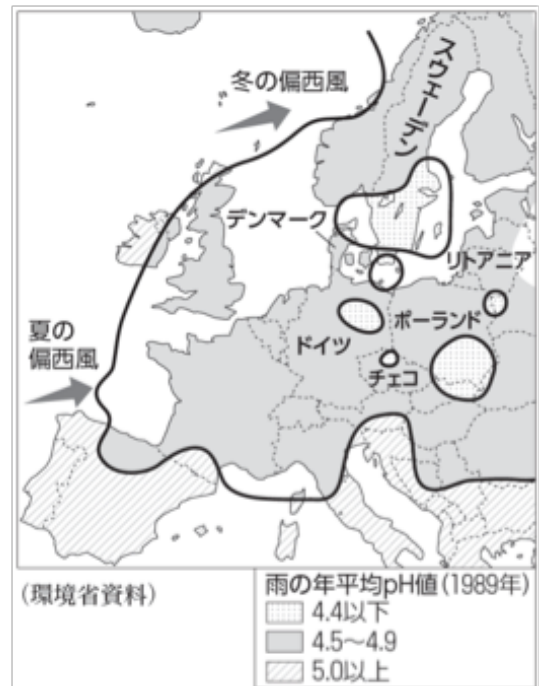 冬の偏西風
スウェーデン
デンマーク
リトアニア
ポーランド
ドイツ
チェコ
夏の
偏西風
(環境省資料)
雨の年平均pH値(1989年)
4.4以下
4.5〜4.9
5.0以上